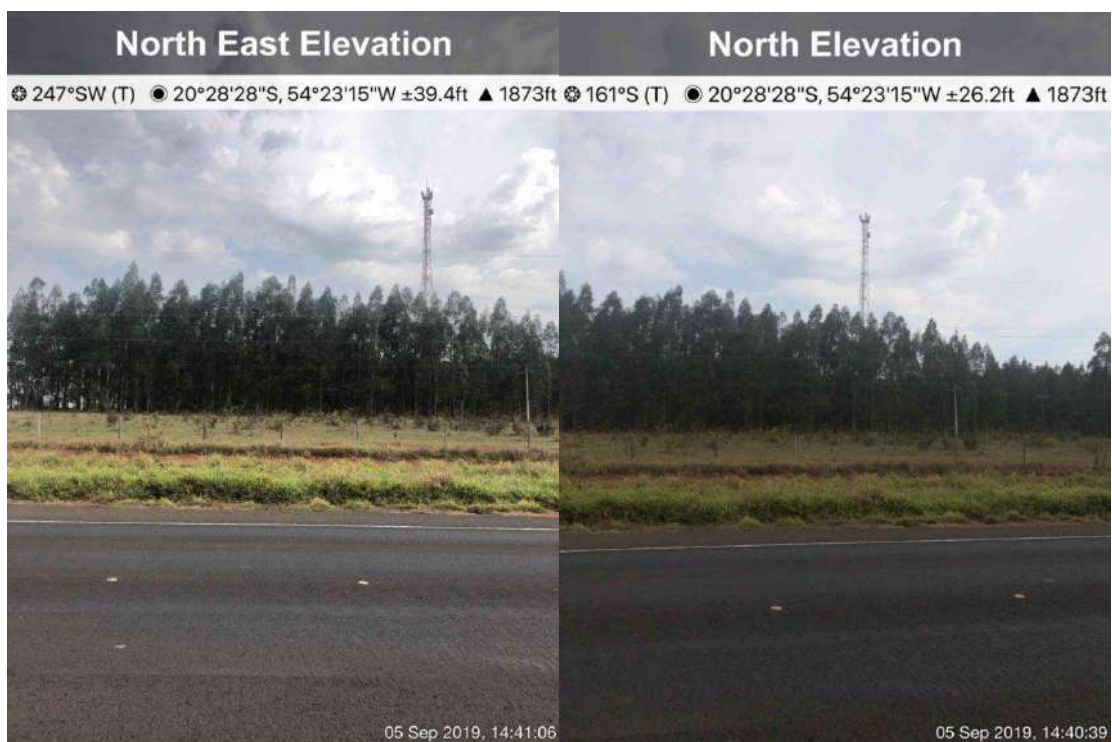 North East Elevation
247°SW (T) 20°28'28"S, 54°23'15"W ±39.4ft ▲ 1873ft
05 Sep 2019, 14:41:06
North Elevation
161°S (T) 20°28'28"S, 54°23'15"W ±26.2ft ▲ 1873ft
05 Sep 2019, 14:40:39